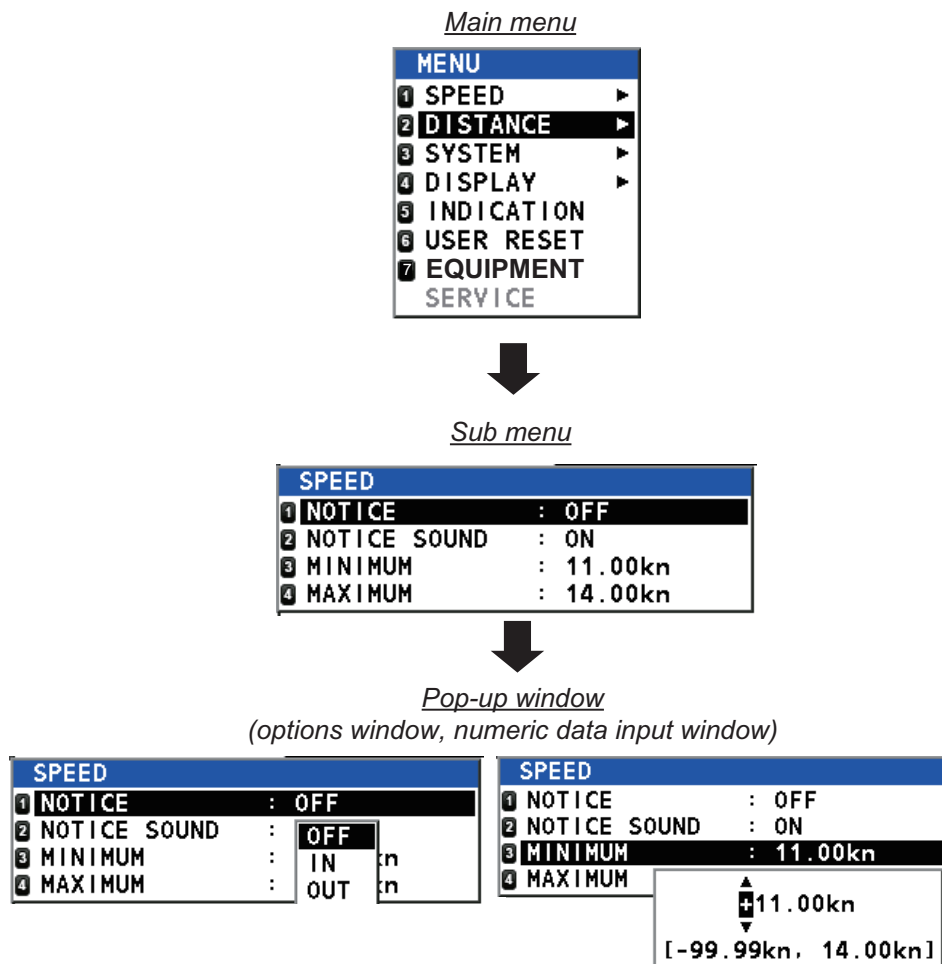 Main menu
MENU
1 SPEED ►
2 DISTANCE ►
3 SYSTEM ►
4 DISPLAY ►
5 INDICATION
6 USER RESET
7 EQUIPMENT
SERVICE
Sub menu
SPEED
1 NOTICE : OFF
2 NOTICE SOUND : ON
3 MINIMUM : 11.00kn
4 MAXIMUM : 14.00kn
Pop-up window
(options window, numeric data input window)
SPEED
1 NOTICE : OFF
2 NOTICE SOUND :
3 MINIMUM : kn
4 MAXIMUM : kn
OFF
IN
OUT
SPEED
1 NOTICE : OFF
2 NOTICE SOUND : ON
3 MINIMUM : 11.00kn
4 MAXIMUM
▲
+11.00kn
▼
[-99.99kn, 14.00kn]